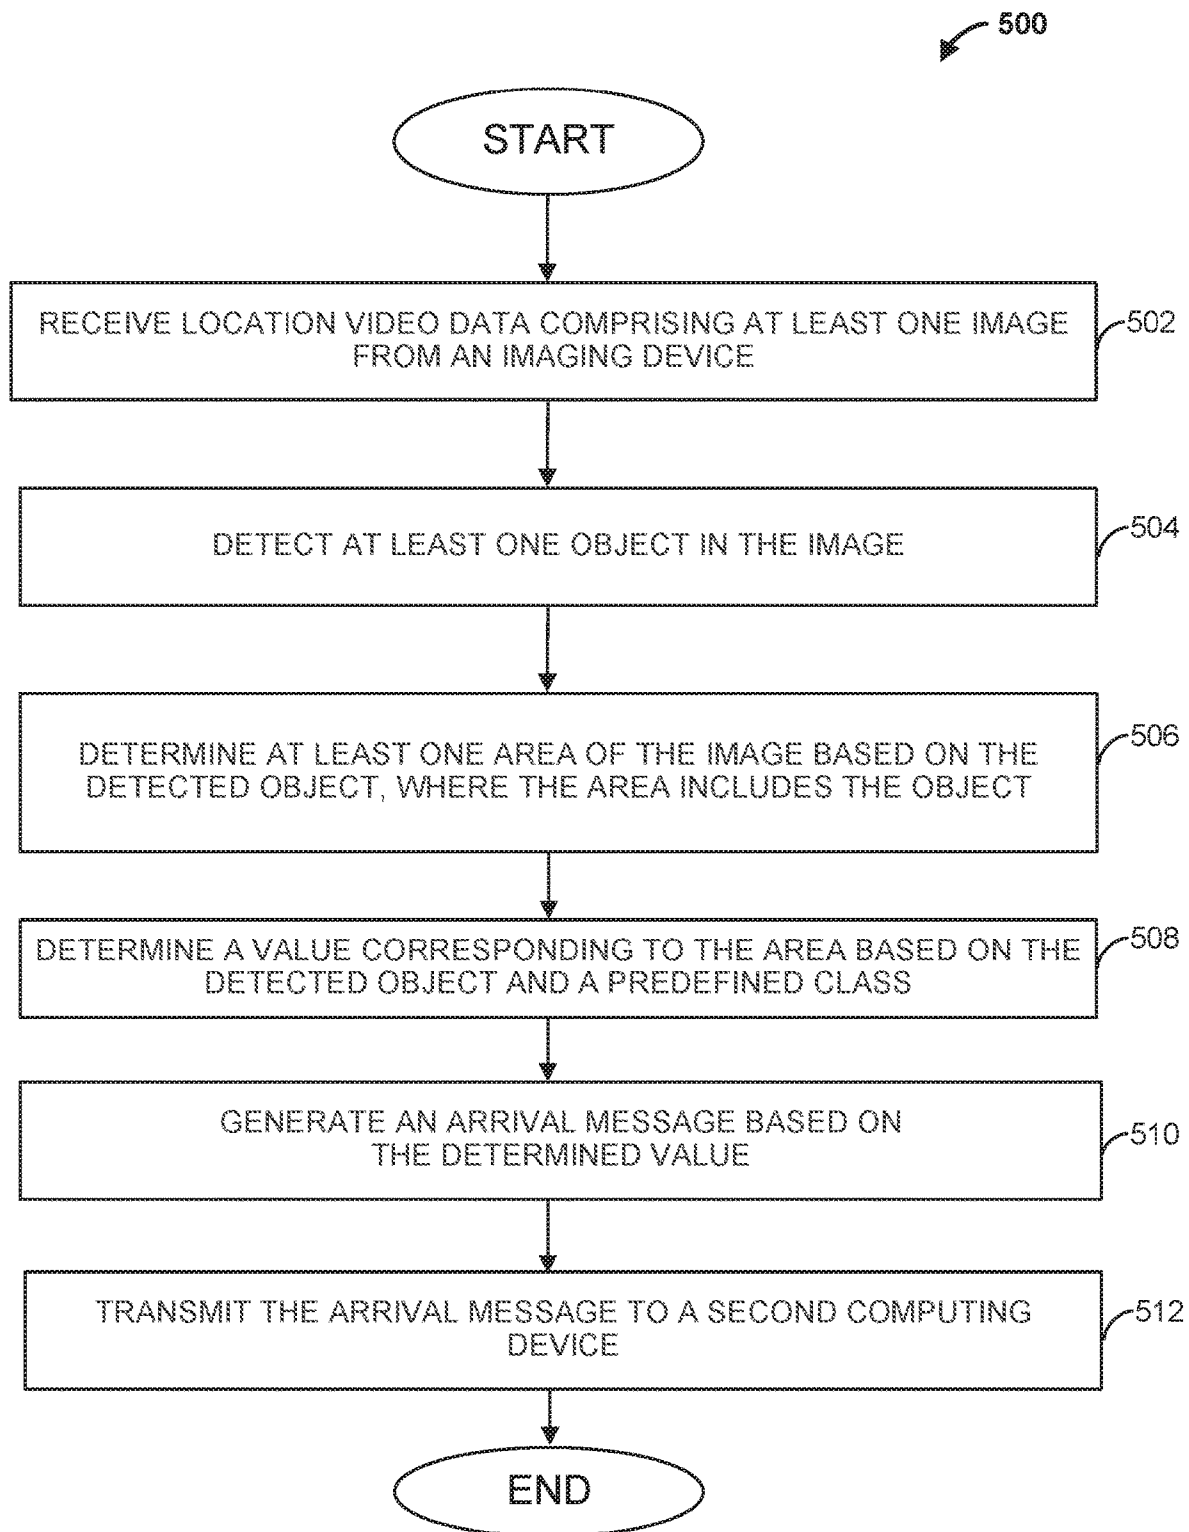 500
START
RECEIVE LOCATION VIDEO DATA COMPRISING AT LEAST ONE IMAGE
FROM AN IMAGING DEVICE
502
DETECT AT LEAST ONE OBJECT IN THE IMAGE
504
DETERMINE AT LEAST ONE AREA OF THE IMAGE BASED ON THE
DETECTED OBJECT, WHERE THE AREA INCLUDES THE OBJECT
506
DETERMINE A VALUE CORRESPONDING TO THE AREA BASED ON THE
DETECTED OBJECT AND A PREDEFINED CLASS
508
GENERATE AN ARRIVAL MESSAGE BASED ON
THE DETERMINED VALUE
510
TRANSMIT THE ARRIVAL MESSAGE TO A SECOND COMPUTING
DEVICE
512
END